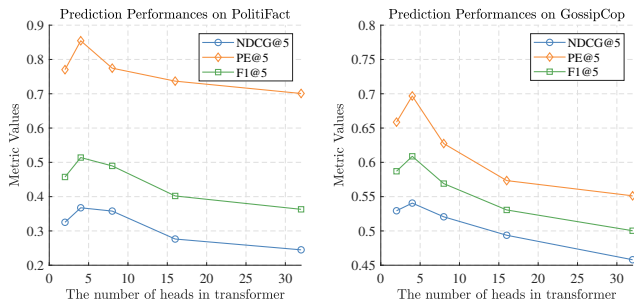 Prediction Performances on PolitiFact
0.9
0.8
0.7
0.6
0.5
0.4
0.3
0.2
Metric Values
NDCG@5
PE@5
F1@5
0
5
10
15
20
25
30
The number of heads in transformer
Prediction Performances on GossipCop
0.8
0.75
0.7
0.65
0.6
0.55
0.5
0.45
Metric Values
NDCG@5
PE@5
F1@5
0
5
10
15
20
25
30
The number of heads in transformer